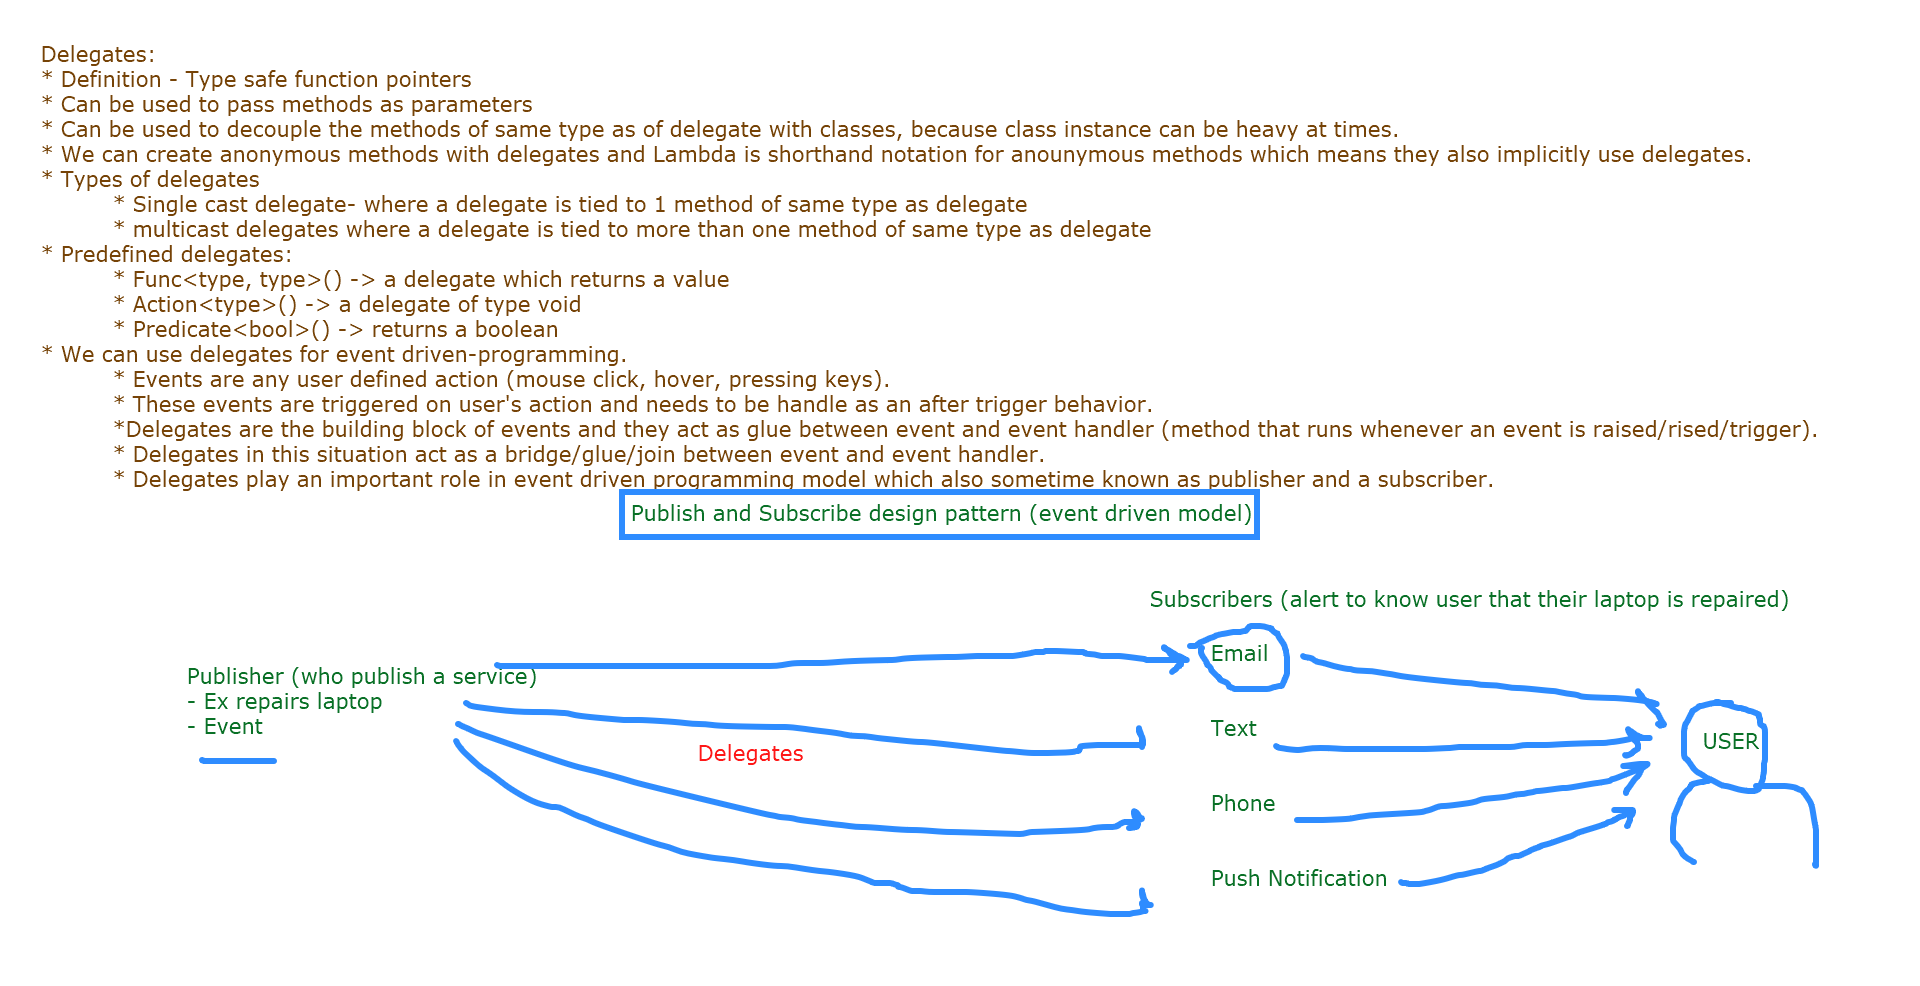 Delegates:
* Definition - Type safe function pointers
* Can be used to pass methods as parameters
* Can be used to decouple the methods of same type as of delegate with classes, because class instance can be heavy at times.
* We can create anonymous methods with delegates and Lambda is shorthand notation for anounymous methods which means they also implicitly use delegates.
* Types of delegates
* Single cast delegate- where a delegate is tied to 1 method of same type as delegate
* multicast delegates where a delegate is tied to more than one method of same type as delegate
* Predefined delegates:
* Func<type, type>() -> a delegate which returns a value
* Action<type>() -> a delegate of type void
* Predicate<bool>() -> returns a boolean
* We can use delegates for event driven-programming.
* Events are any user defined action (mouse click, hover, pressing keys).
* These events are triggered on user's action and needs to be handle as an after trigger behavior.
*Delegates are the building block of events and they act as glue between event and event handler (method that runs whenever an event is raised/rised/trigger).
* Delegates in this situation act as a bridge/glue/join between event and event handler.
* Delegates play an important role in event driven programming model which also sometime known as publisher and a subscriber.
Publish and Subscribe design pattern (event driven model)
Subscribers (alert to know user that their laptop is repaired)
Email
Publisher (who publish a service)
- Ex repairs laptop
- Event
Text
USER
Delegates
Phone
Push Notification